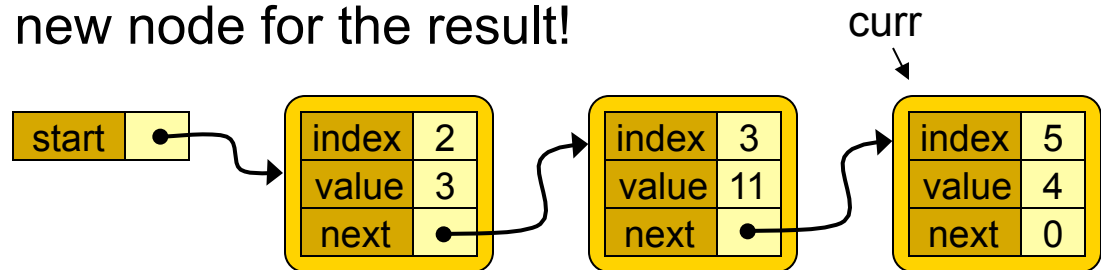 new node for the result!
curr
start
index 2
value 3
next
index 3
value 11
next
index 5
value 4
next 0